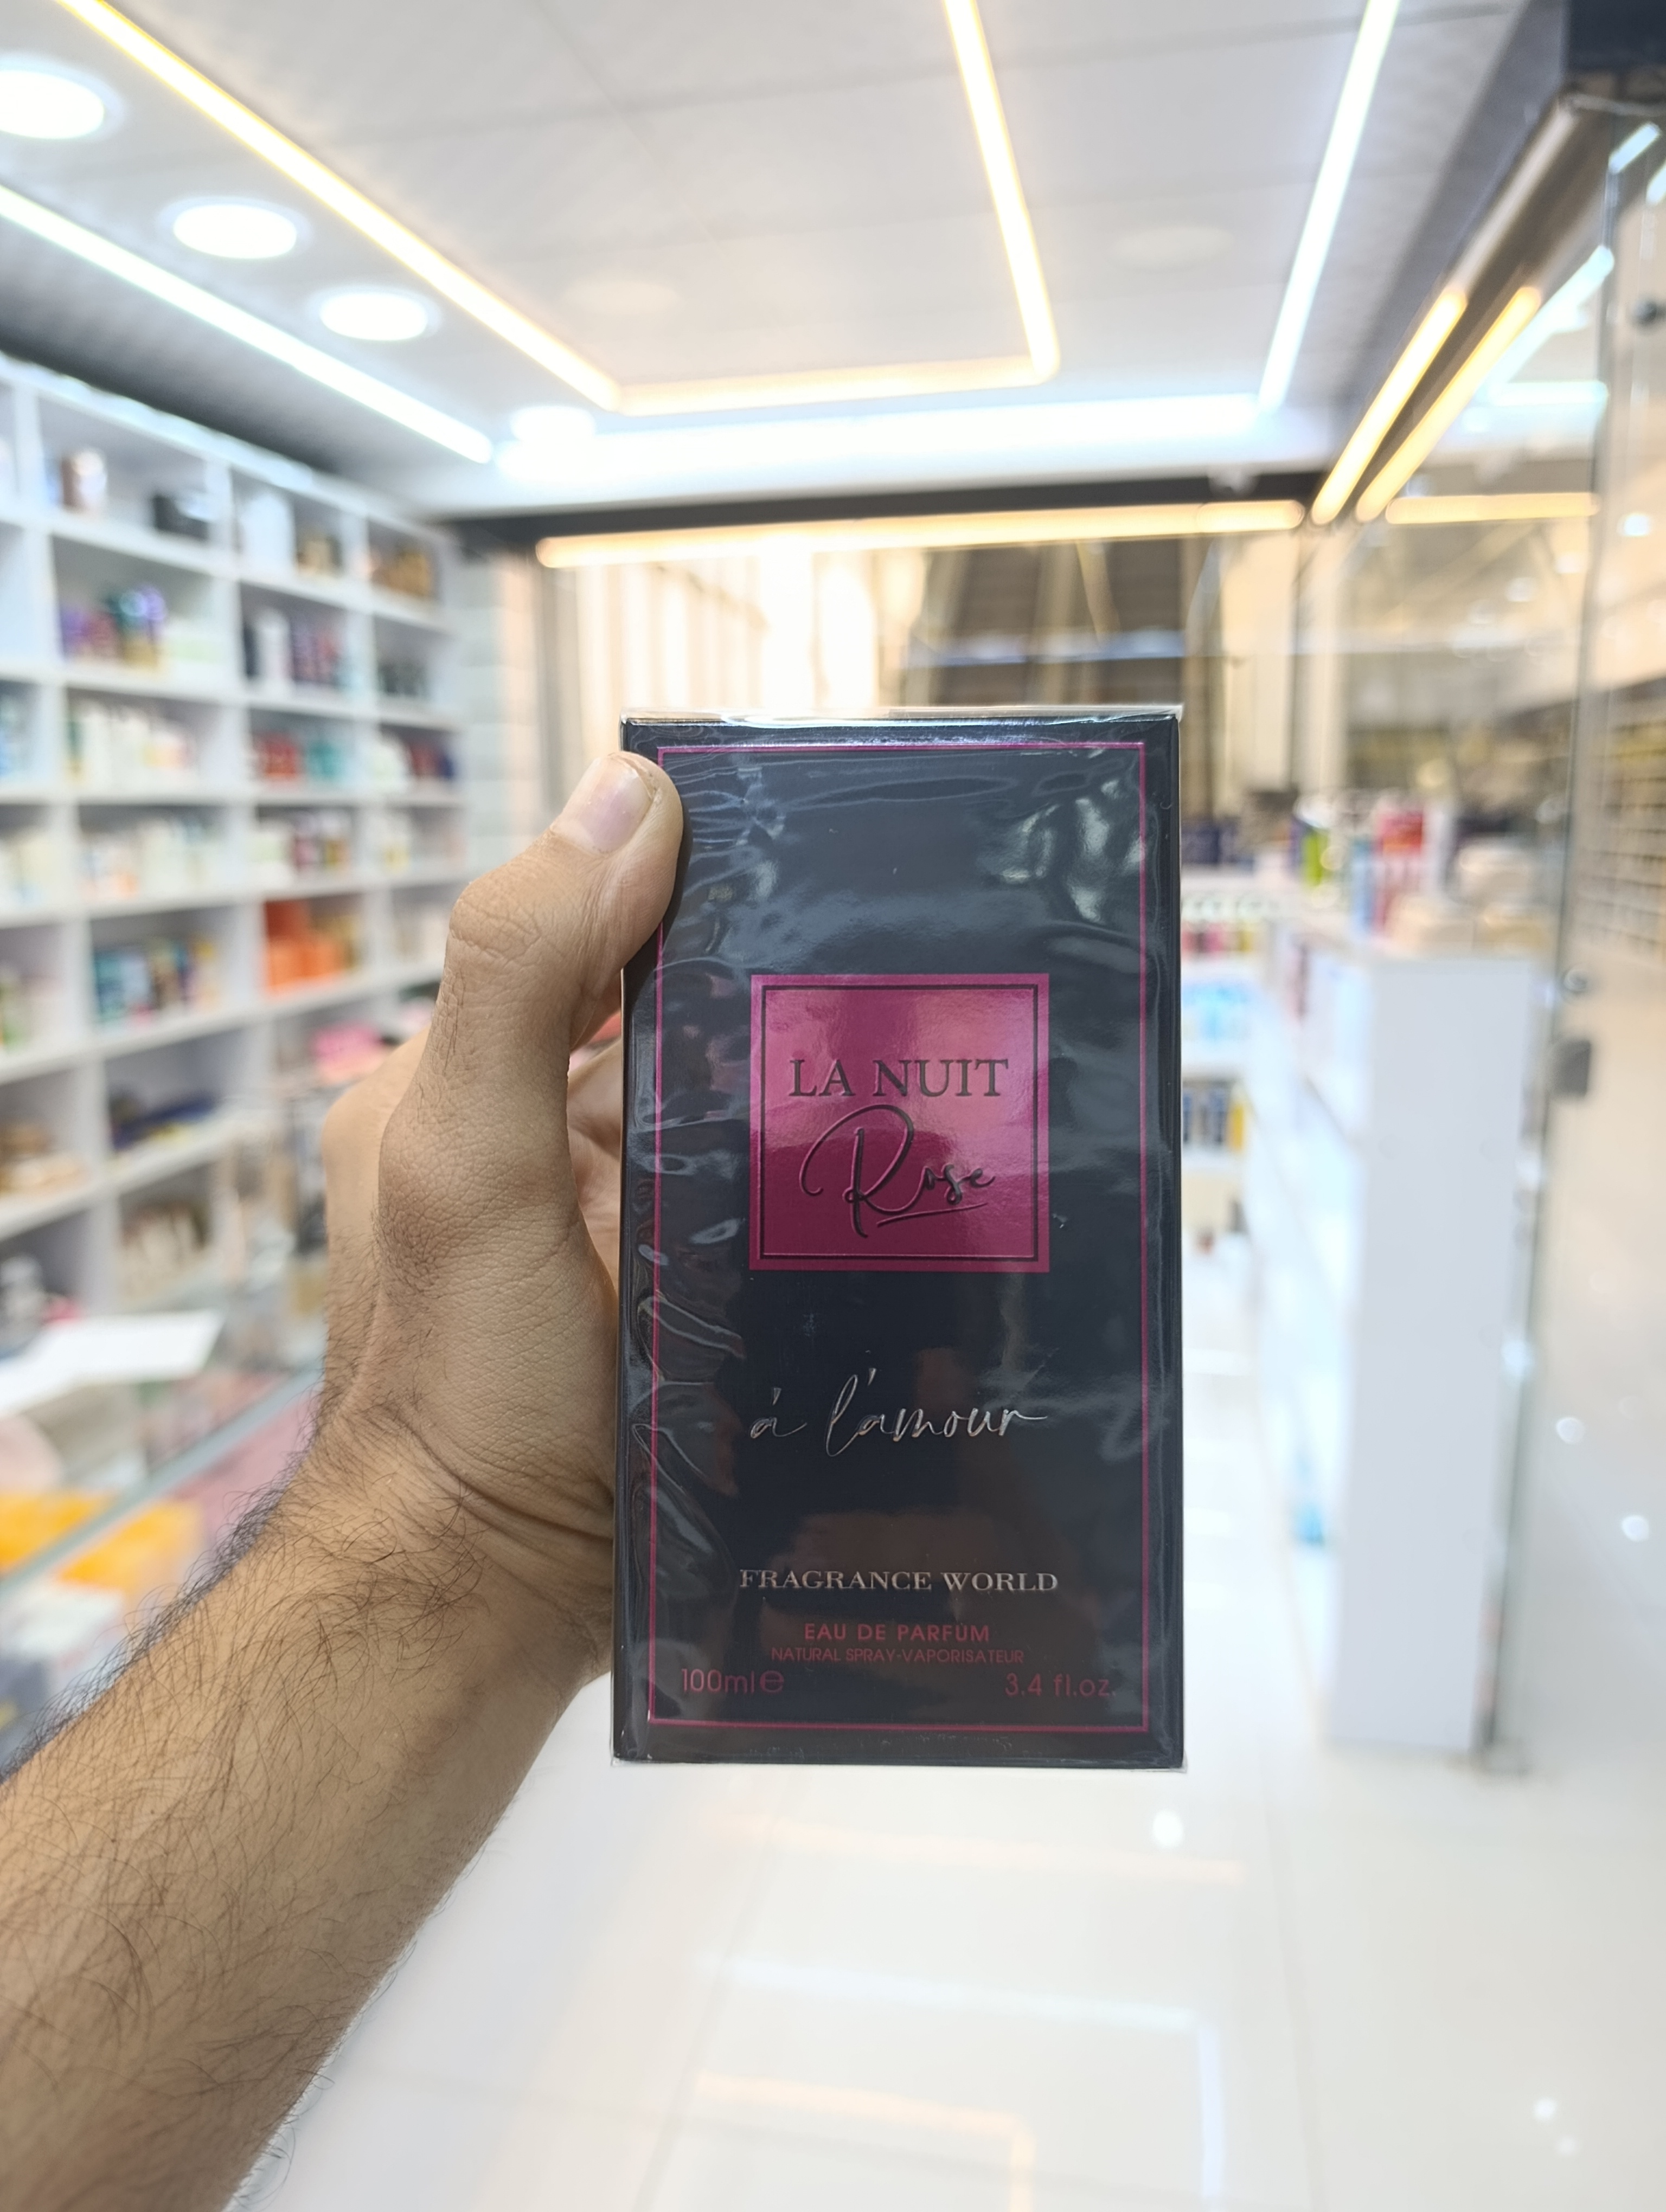 LA NUIT
Rose
à l'amour
FRAGRANCE WORLD
EAU DE PARFUM
NATURAL SPRAY-VAPORISATEUR
100ml℮ 3.4 fl.oz.